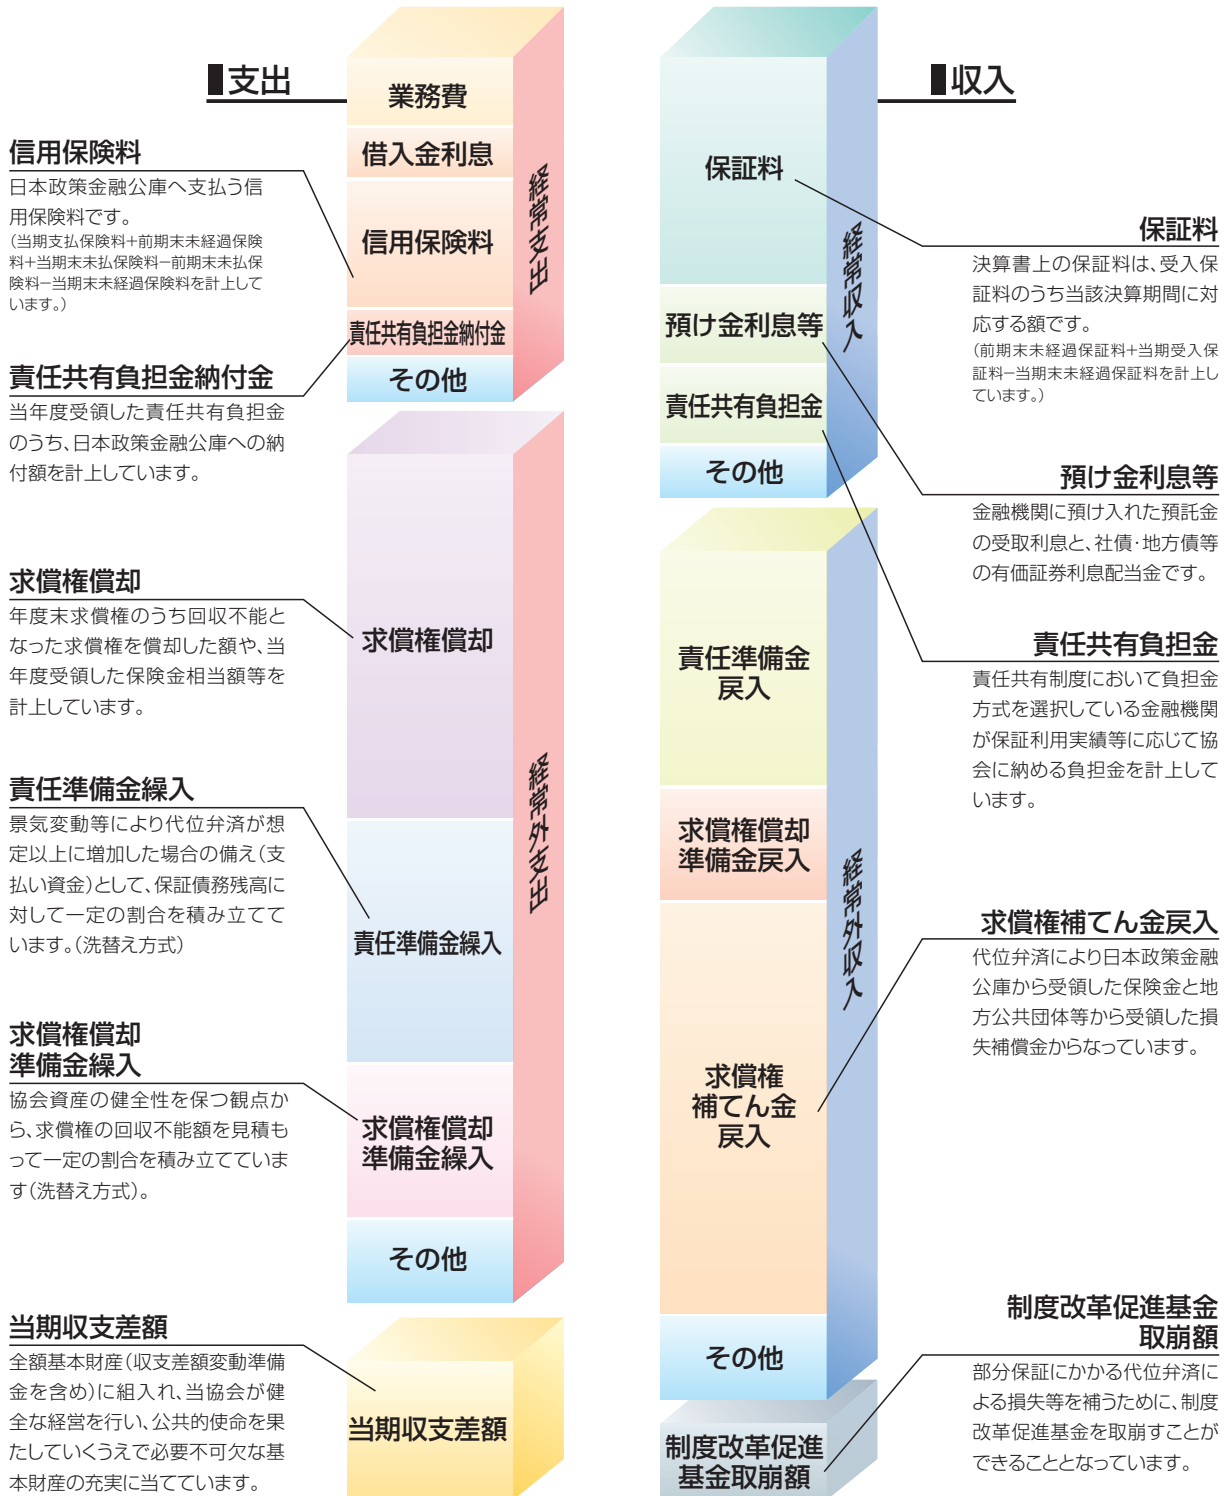 ■支出
信用保険料
日本政策金融公庫へ支払う信
用保険料です。
（当期支払保険料+前期末未経過保険
料+当期末未払保険料−前期末未払保
険料−当期末未経過保険料を計上して
います。）
責任共有負担金納付金
当年度受領した責任共有負担金
のうち、日本政策金融公庫への納
付額を計上しています。
求償権償却
年度末求償権のうち回収不能と
なった求償権を償却した額や、当
年度受領した保険金相当額等を
計上しています。
責任準備金繰入
景気変動等により代位弁済が想
定以上に増加した場合の備え（支
払い資金）として、保証債務残高に
対して一定の割合を積み立てて
います。（洗替え方式）
求償権償却
準備金繰入
協会資産の健全性を保つ観点か
ら、求償権の回収不能額を見積も
って一定の割合を積み立てていま
す（洗替え方式）。
当期収支差額
全額基本財産（収支差額変動準備
金を含め）に組入れ、当協会が健
全な経営を行い、公共的使命を果
たしていくうえで必要不可欠な基
本財産の充実に当てています。
業務費
借入金利息
信用保険料
責任共有負担金納付金
その他
経常支出
求償権償却
責任準備金繰入
求償権償却
準備金繰入
その他
経常外支出
当期収支差額
■収入
保証料
預け金利息等
責任共有負担金
その他
経常収入
責任準備金
戻入
求償権償却
準備金戻入
求償権
補てん金
戻入
その他
経常外収入
制度改革促進
基金取崩額
保証料
決算書上の保証料は、受入保
証料のうち当該決算期間に対
応する額です。
（前期末未経過保証料+当期受入保
証料−当期末未経過保証料を計上し
ています。）
預け金利息等
金融機関に預け入れた預託金
の受取利息と、社債・地方債等
の有価証券利息配当金です。
責任共有負担金
責任共有制度において負担金
方式を選択している金融機関
が保証利用実績等に応じて協
会に納める負担金を計上して
います。
求償権補てん金戻入
代位弁済により日本政策金融
公庫から受領した保険金と地
方公共団体等から受領した損
失補償金からなっています。
制度改革促進基金
取崩額
部分保証にかかる代位弁済に
よる損失等を補うために、制度
改革促進基金を取崩すことが
できることとなっています。